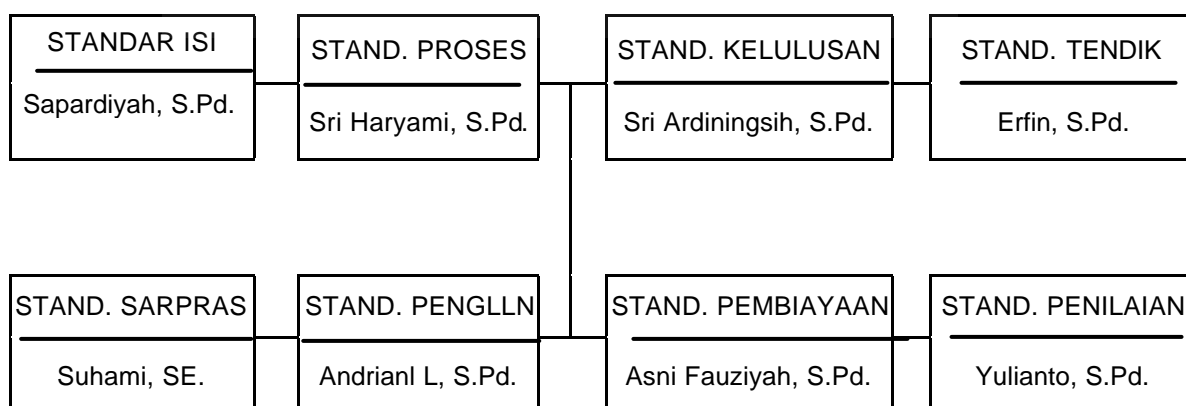 STANDAR ISI
Sapardiyah, S.Pd.
STAND. PROSES
Sri Haryami, S.Pd.
STAND. KELULUSAN
Sri Ardiningsih, S.Pd.
STAND. TENDIK
Erfin, S.Pd.
STAND. SARPRAS
Suhami, SE.
STAND. PENGLLN
Andrianl L, S.Pd.
STAND. PEMBIAYAAN
Asni Fauziyah, S.Pd.
STAND. PENILAIAN
Yulianto, S.Pd.